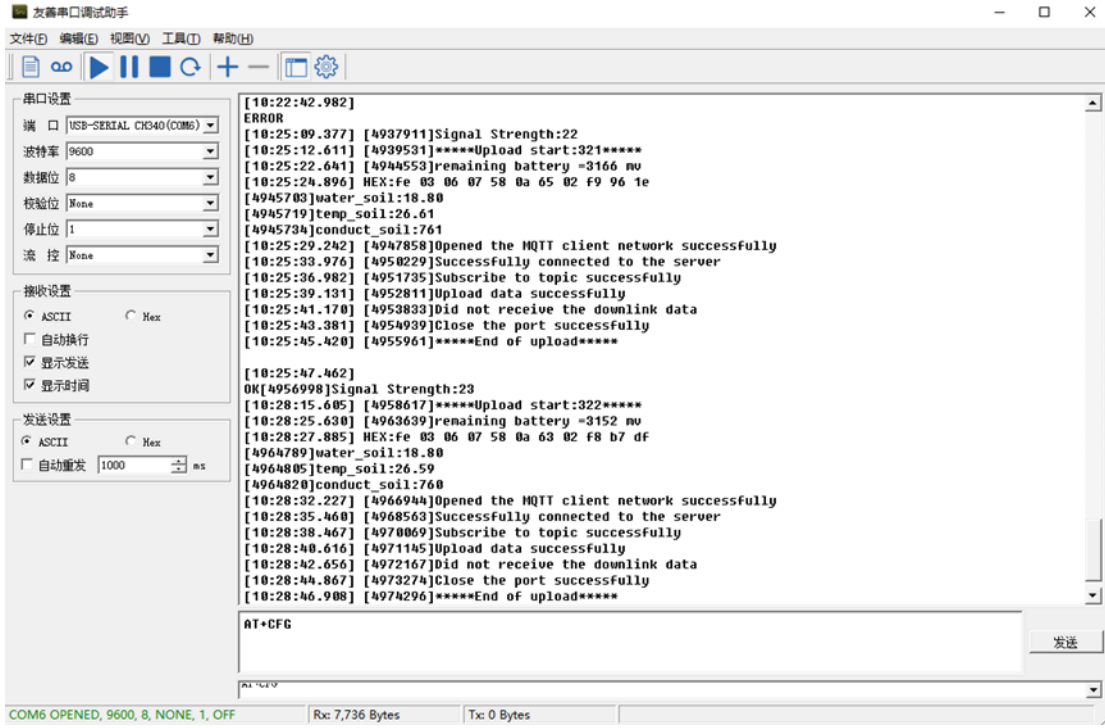 友善串口调试助手
文件(F) 编辑(E) 视图(V) 工具(T) 帮助(H)
串口设置
端 口 USB-SERIAL CH340(COM6)
波特率 9600
数据位 8
校验位 None
停止位 1
流 控 None
接收设置
ASCII Hex
自动换行
显示发送
显示时间
发送设置
ASCII Hex
自动重发 1000 ms
[10:22:42.982]
ERROR
[10:25:09.377] [4937911]Signal Strength:22
[10:25:12.611] [4939531]*****Upload start:321*****
[10:25:22.641] [4944553]remaining battery =3166 mv
[10:25:24.896] HEX:fe 03 06 07 58 0a 65 02 f9 96 1e
[4945703]water_soil:18.80
[4945719]temp_soil:26.61
[4945734]conduct_soil:761
[10:25:29.242] [4947858]Opened the MQTT client network successfully
[10:25:33.976] [4950229]Successfully connected to the server
[10:25:36.982] [4951735]Subscribe to topic successfully
[10:25:39.131] [4952811]Upload data successfully
[10:25:41.170] [4953833]Did not receive the downlink data
[10:25:43.381] [4954939]Close the port successfully
[10:25:45.420] [4955961]*****End of upload*****
[10:25:47.462]
OK[4956998]Signal Strength:23
[10:28:15.605] [4958617]*****Upload start:322*****
[10:28:25.630] [4963639]remaining battery =3152 mv
[10:28:27.885] HEX:fe 03 06 07 58 0a 63 02 f8 b7 df
[4964789]water_soil:18.80
[4964805]temp_soil:26.59
[4964820]conduct_soil:760
[10:28:32.227] [4966944]Opened the MQTT client network successfully
[10:28:35.460] [4968563]Successfully connected to the server
[10:28:38.467] [4970069]Subscribe to topic successfully
[10:28:40.616] [4971145]Upload data successfully
[10:28:42.656] [4972167]Did not receive the downlink data
[10:28:44.867] [4973274]Close the port successfully
[10:28:46.908] [4974296]*****End of upload*****
AT+CFG
发送
AT+CFG
COM6 OPENED, 9600, 8, NONE, 1, OFF
Rx: 7,736 Bytes
Tx: 0 Bytes